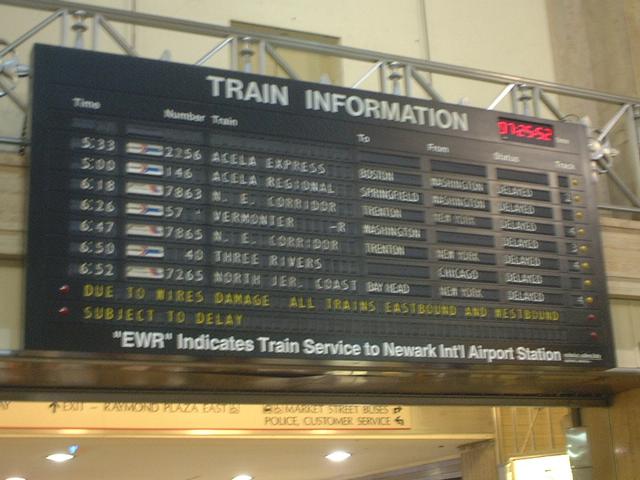 TRAIN INFORMATION
07:25:52
Time Number Train To From Status Track
5:33 2256 ACELA EXPRESS BOSTON WASHINGTON DELAYED
6:00 146 ACELA REGIONAL SPRINGFIELD WASHINGTON DELAYED
6:18 7863 N. E. CORRIDOR TRENTON NEW YORK DELAYED
6:26 57 VERMONTER -R WASHINGTON DELAYED
6:47 7865 N. E. CORRIDOR TRENTON NEW YORK DELAYED
6:50 40 THREE RIVERS CHICAGO DELAYED
6:52 7265 NORTH JER. COAST BAY HEAD NEW YORK DELAYED 4
DUE TO WIRES DAMAGE ALL TRAINS EASTBOUND AND WESTBOUND
SUBJECT TO DELAY
"EWR" Indicates Train Service to Newark Int'l Airport Station
EXIT - RAYMOND PLAZA EAST
MARKET STREET BUSES
POLICE, CUSTOMER SERVICE